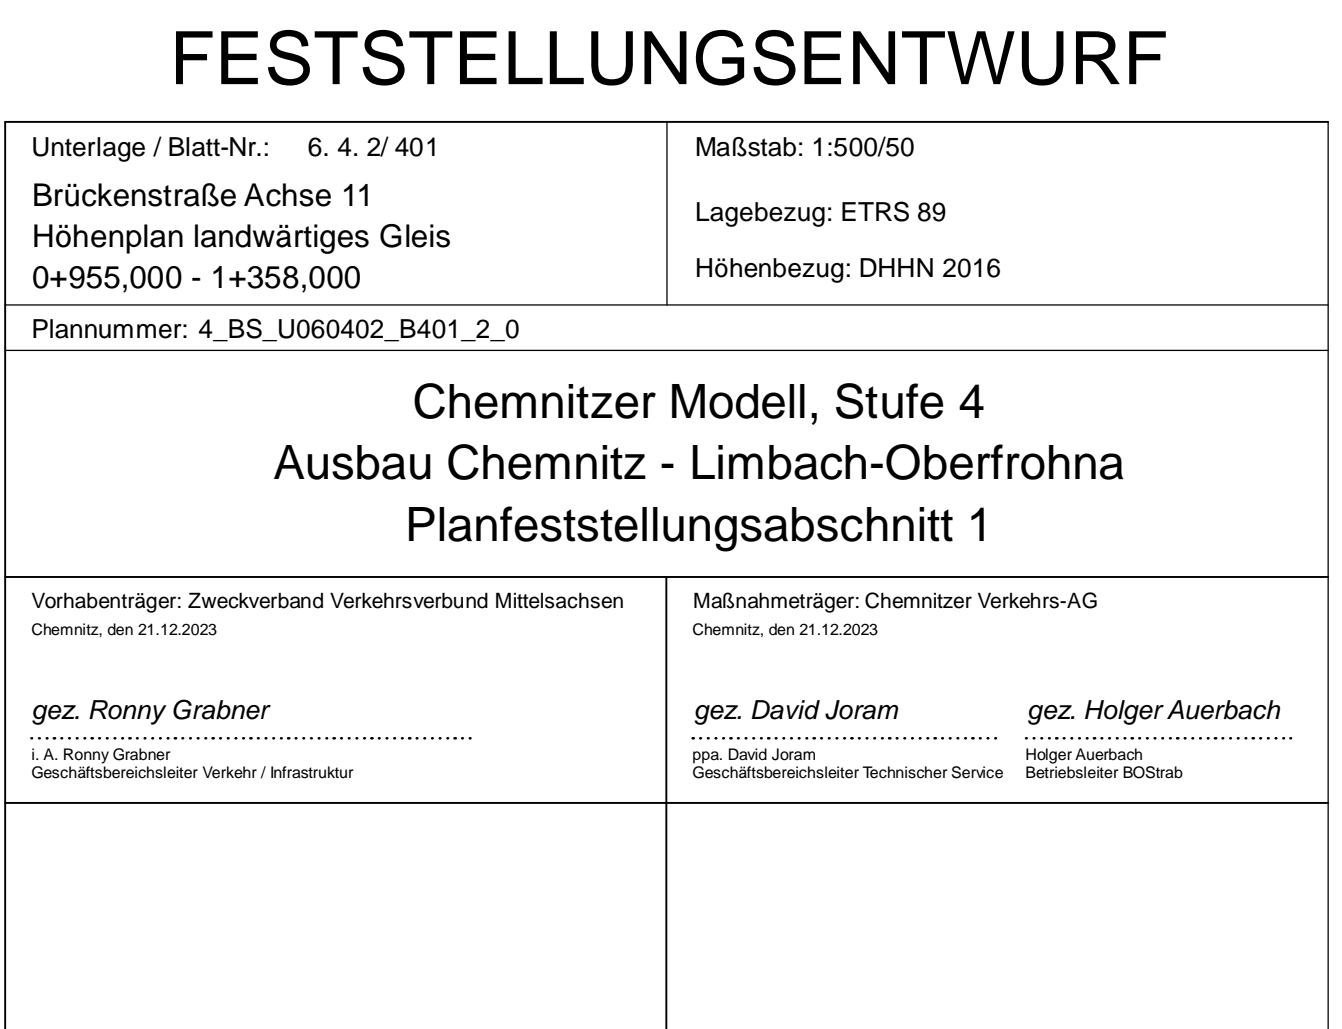 FESTSTELLUNGSENTWURF
Unterlage / Blatt-Nr.: 6. 4. 2/ 401
Brückenstraße Achse 11
Höhenplan landwärtiges Gleis
0+955,000 - 1+358,000
Maßstab: 1:500/50
Lagebezug: ETRS 89
Höhenbezug: DHHN 2016
Plannummer: 4_BS_U060402_B401_2_0
Chemnitzer Modell, Stufe 4
Ausbau Chemnitz - Limbach-Oberfrohna
Planfeststellungsabschnitt 1
Vorhabenträger: Zweckverband Verkehrsverbund Mittelsachsen
Chemnitz, den 21.12.2023
gez. Ronny Grabner
i. A. Ronny Grabner
Geschäftsbereichsleiter Verkehr / Infrastruktur
Maßnahmeträger: Chemnitzer Verkehrs-AG
Chemnitz, den 21.12.2023
gez. David Joram
ppa. David Joram
Geschäftsbereichsleiter Technischer Service
gez. Holger Auerbach
Holger Auerbach
Betriebsleiter BOStrab